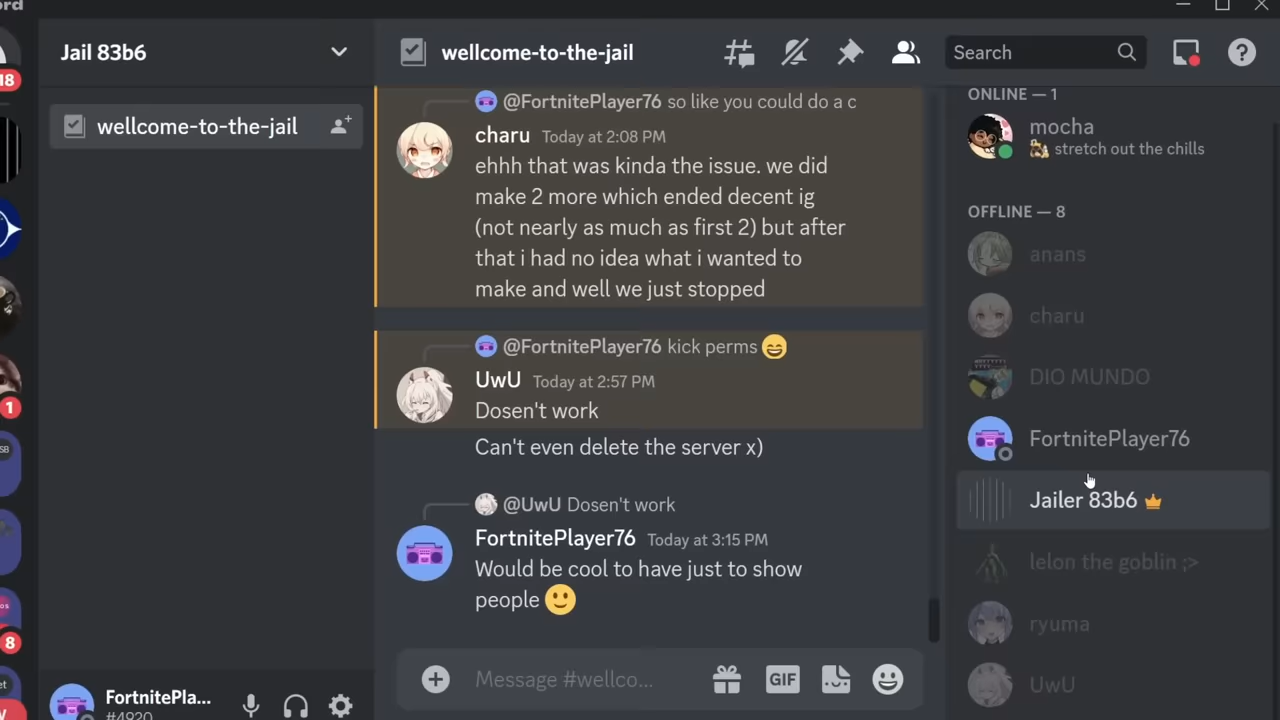 ord
Jail 83b6
wellcome-to-the-jail
Search
18
wellcome-to-the-jail
@FortnitePlayer76 so like you could do a c
charu Today at 2:08 PM
ehhh that was kinda the issue. we did
make 2 more which ended decent ig
(not nearly as much as first 2) but after
that i had no idea what i wanted to
make and well we just stopped
@FortnitePlayer76 kick perms 😄
UwU Today at 2:57 PM
Dosen't work
Can't even delete the server x)
@UwU Dosen't work
FortnitePlayer76 Today at 3:15 PM
Would be cool to have just to show
people 🙂
Message #wellco...
GIF
ONLINE — 1
mocha
stretch out the chills
OFFLINE — 8
anans
charu
DIO MUNDO
FortnitePlayer76
Jailer 83b6
lelon the goblin ;>
ryuma
UwU
1
SB
8
FortnitePla...
#4920